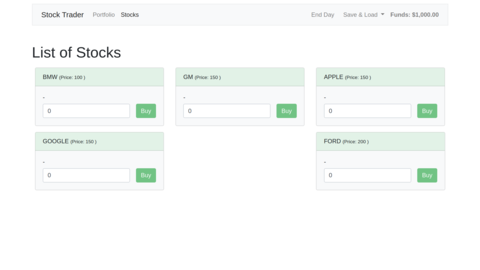 Stock Trader Portfolio Stocks End Day Save & Load Funds: $1,000.00
List of Stocks
BMW (Price: 100 )
-
0 Buy
GM (Price: 150 )
-
0 Buy
APPLE (Price: 150 )
-
0 Buy
GOOGLE (Price: 150 )
-
0 Buy
FORD (Price: 200 )
-
0 Buy